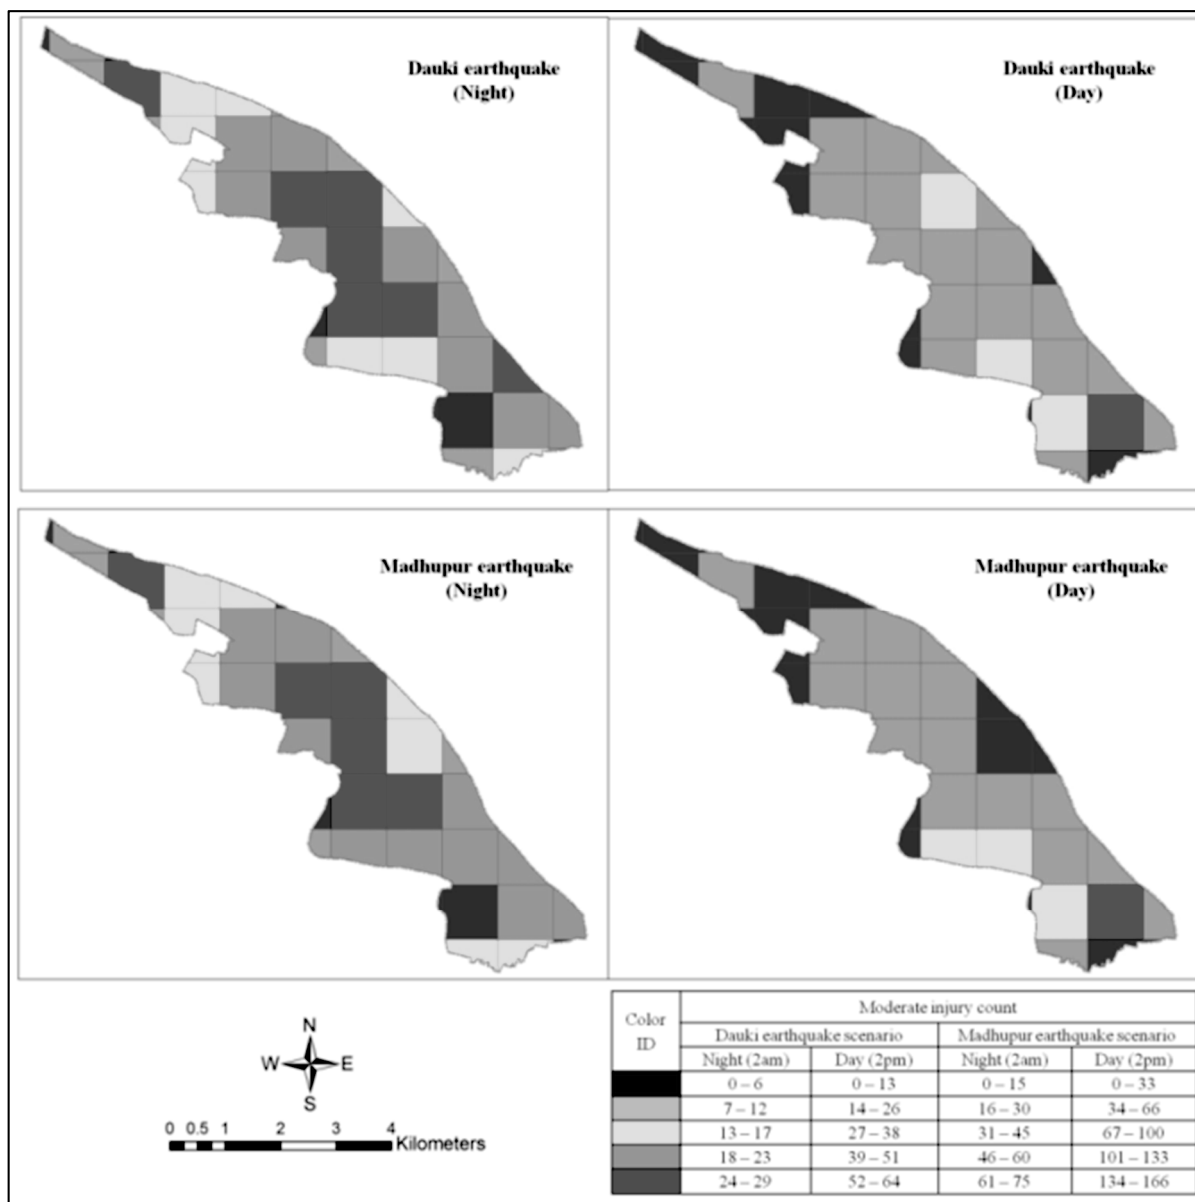 Dauki earthquake
(Night)
Dauki earthquake
(Day)
Madhupur earthquake
(Night)
Madhupur earthquake
(Day)
N
W E
S
0 0.5 1 2 3 4
Kilometers
Color ID Moderate injury count
Dauki earthquake scenario Madhupur earthquake scenario
Night (2am) Day (2pm) Night (2am) Day (2pm)
0 – 6 0 – 13 0 – 15 0 – 33
7 – 12 14 – 26 16 – 30 34 – 66
13 – 17 27 – 38 31 – 45 67 – 100
18 – 23 39 – 51 46 – 60 101 – 133
24 – 29 52 – 64 61 – 75 134 – 166